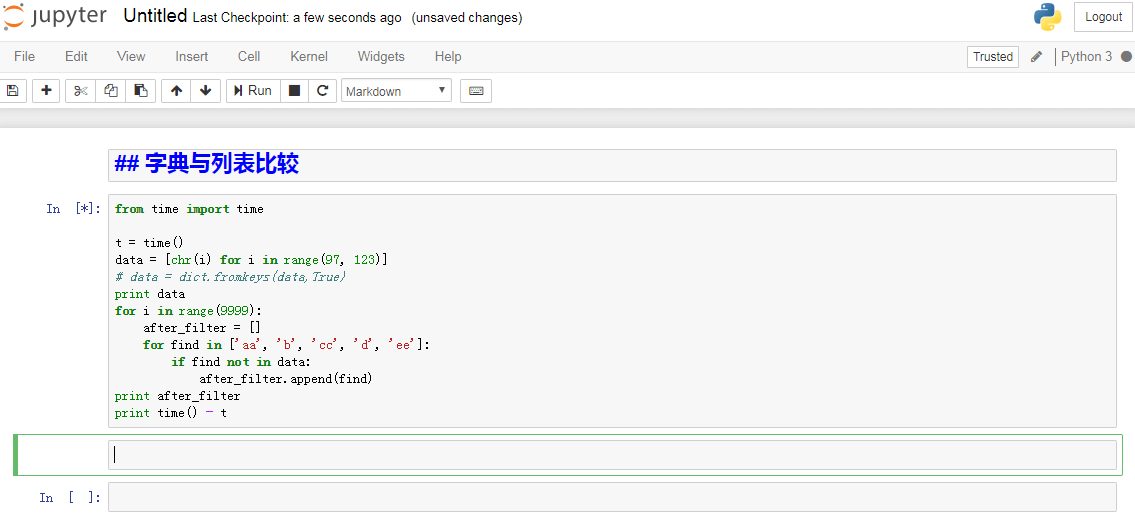 jupyter Untitled Last Checkpoint: a few seconds ago (unsaved changes) Logout
File Edit View Insert Cell Kernel Widgets Help Trusted Python 3
Run Markdown
## 字典与列表比较
In [*]:
from time import time
t = time()
data = [chr(i) for i in range(97, 123)]
# data = dict.fromkeys(data,True)
print data
for i in range(9999):
    after_filter = []
    for find in ['aa', 'b', 'cc', 'd', 'ee']:
        if find not in data:
            after_filter.append(find)
print after_filter
print time() - t
In [ ]: